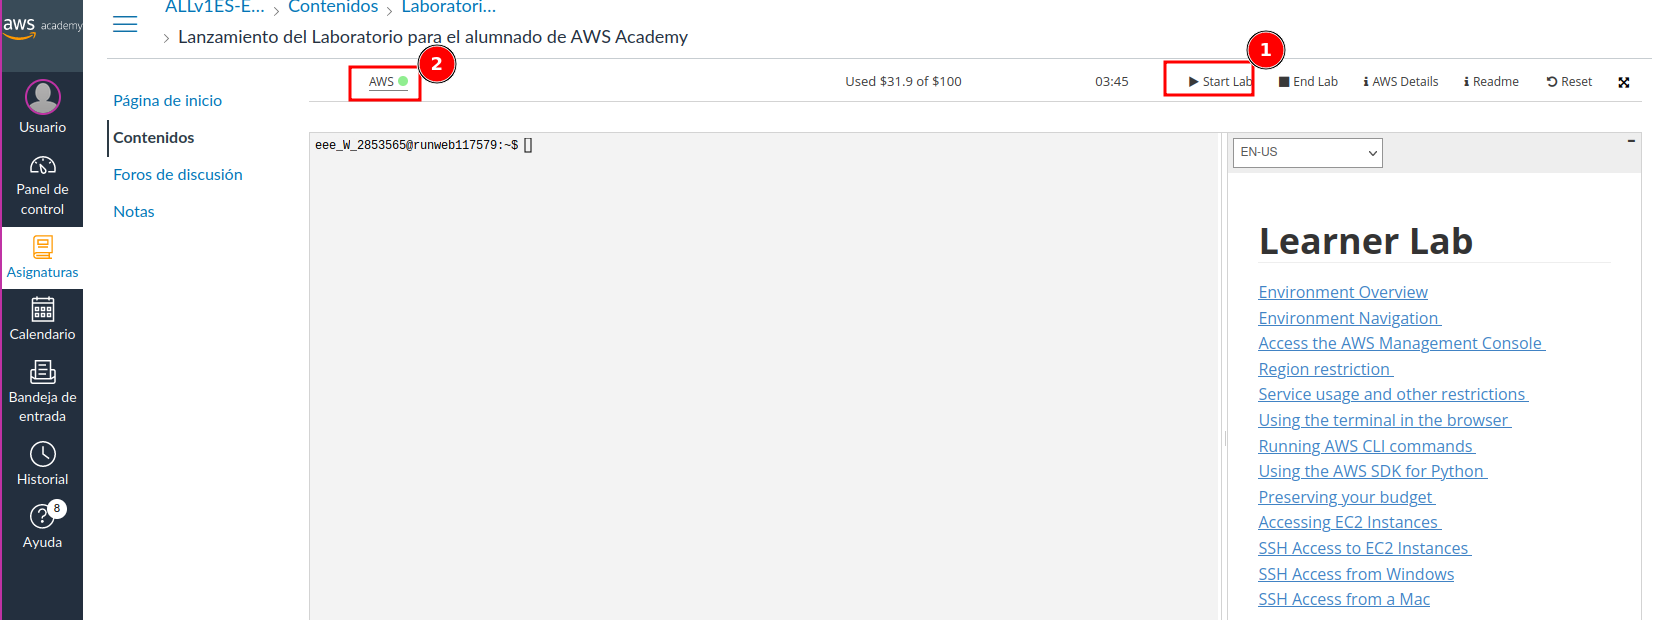 aws academy
ALLv1ES-E... > Contenidos > Laboratori...
> Lanzamiento del Laboratorio para el alumnado de AWS Academy
Usuario
Panel de
control
Asignaturas
Calendario
Bandeja de
entrada
Historial
8
Ayuda
Página de inicio
Contenidos
Foros de discusión
Notas
AWS
2
Used $31.9 of $100
03:45
1
Start Lab
End Lab
AWS Details
Readme
Reset
eee_W_2853565@runweb117579:~$
EN-US
Learner Lab
Environment Overview
Environment Navigation
Access the AWS Management Console
Region restriction
Service usage and other restrictions
Using the terminal in the browser
Running AWS CLI commands
Using the AWS SDK for Python
Preserving your budget
Accessing EC2 Instances
SSH Access to EC2 Instances
SSH Access from Windows
SSH Access from a Mac